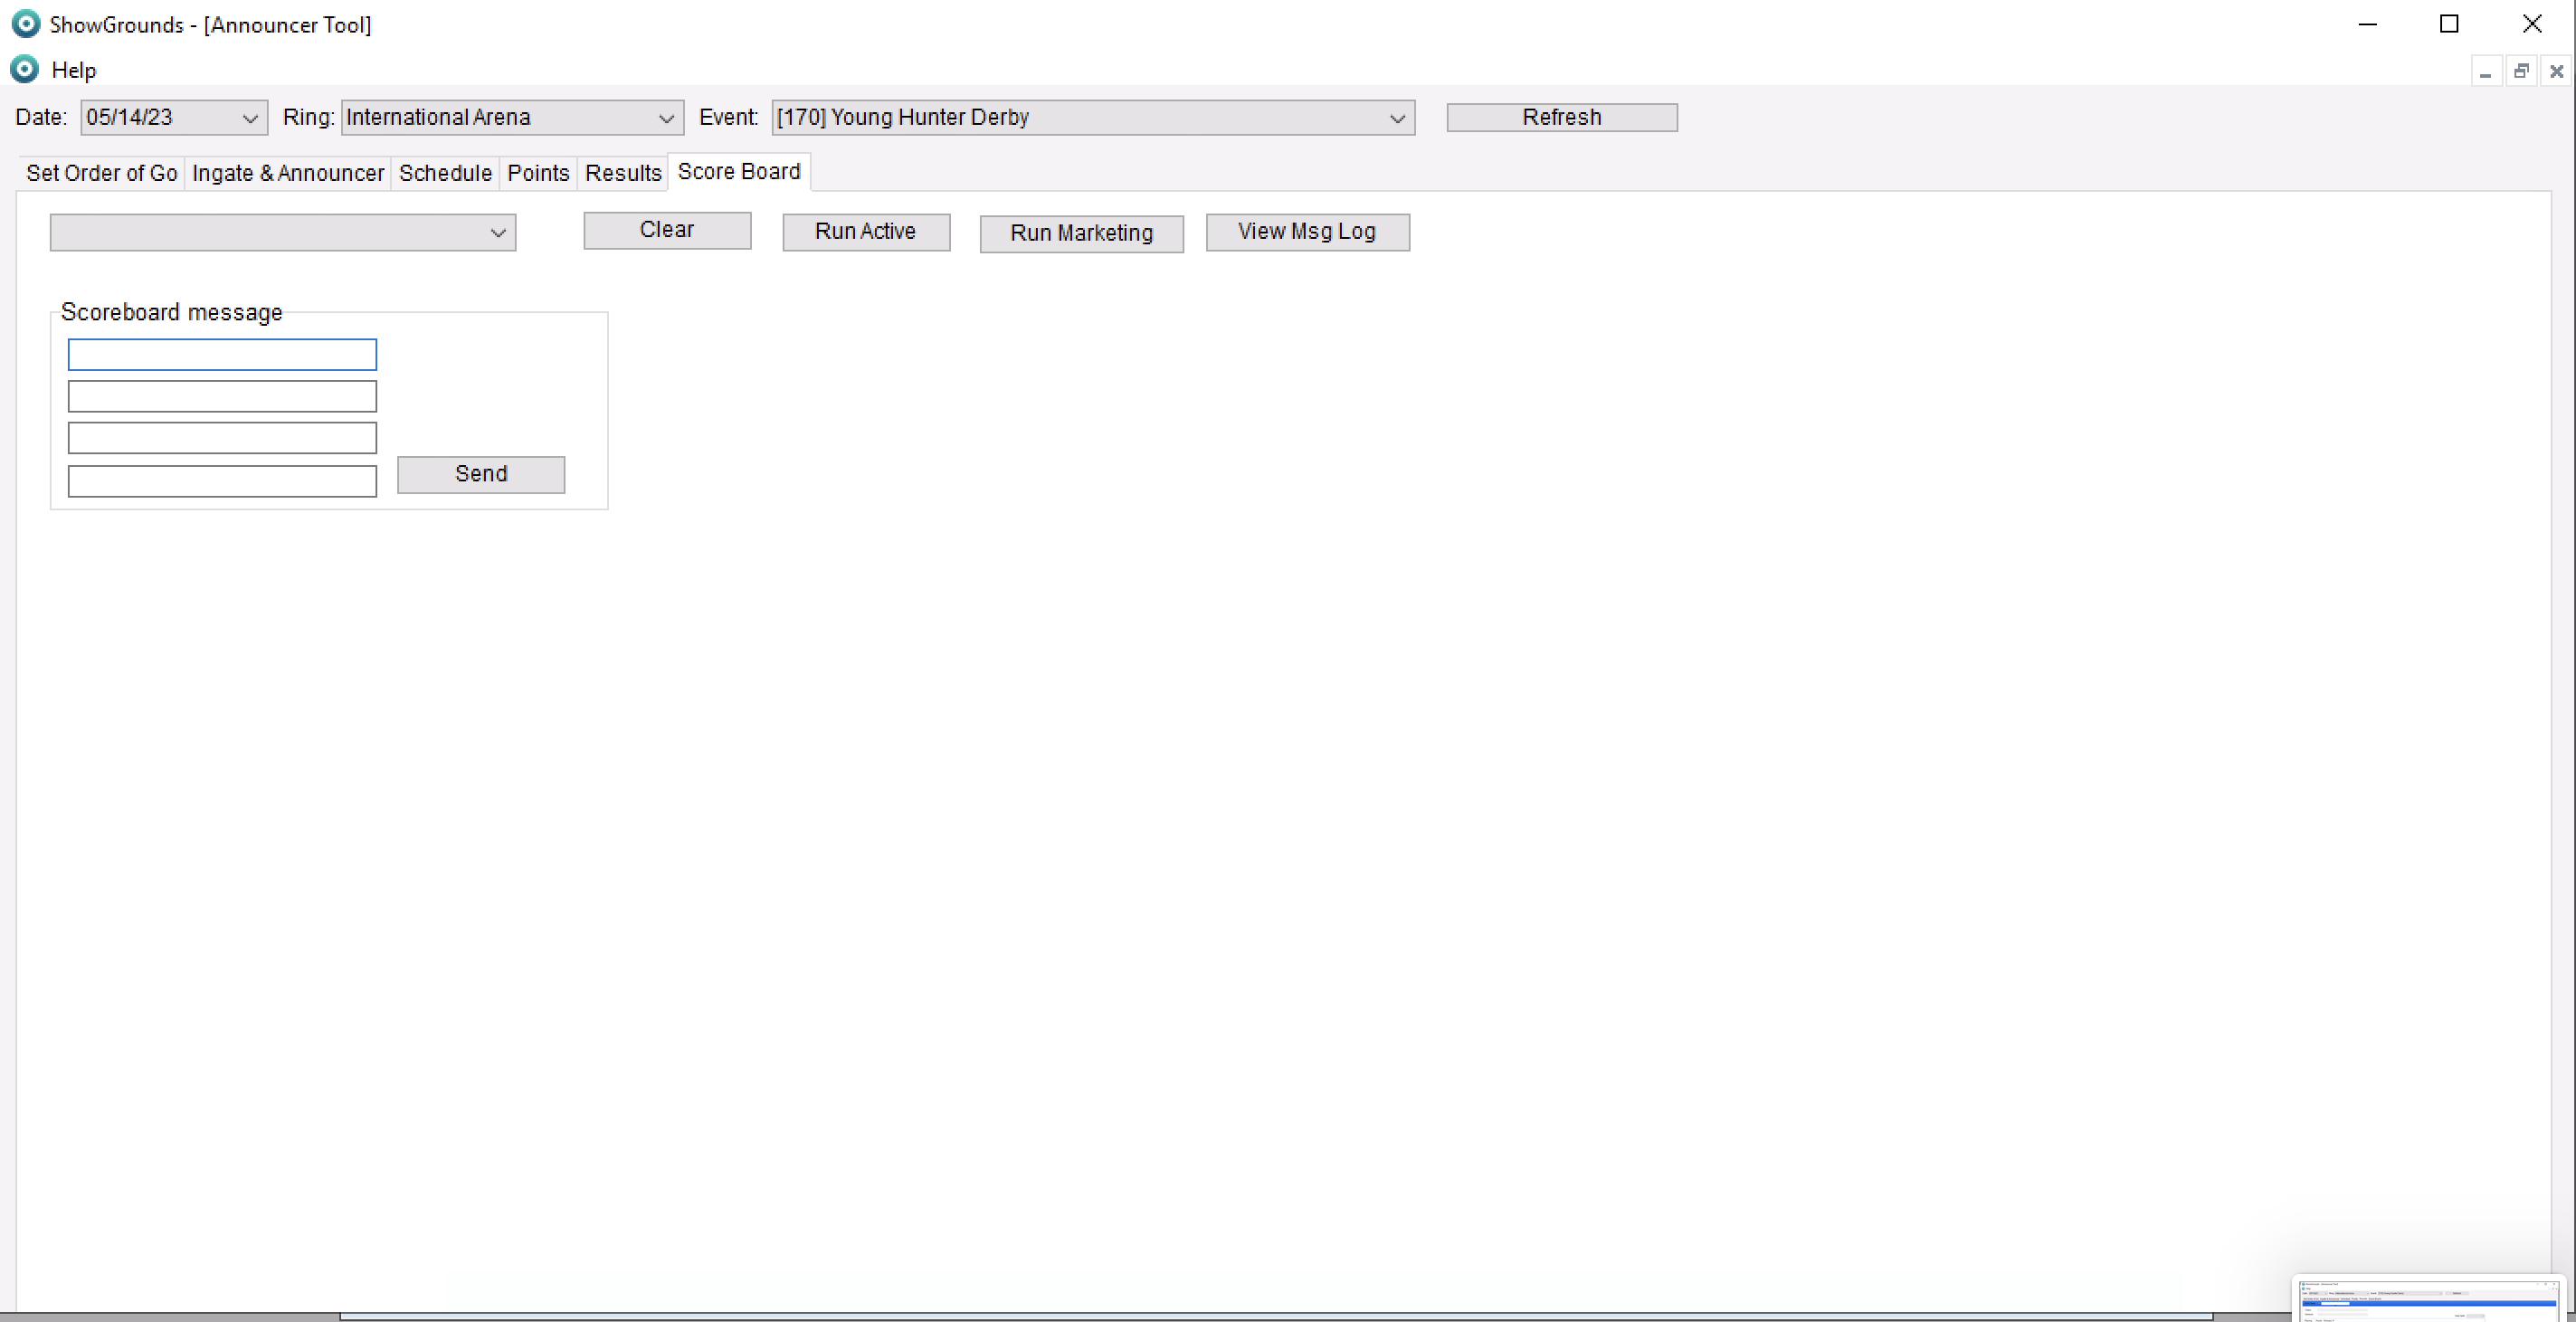 ShowGrounds - [Announcer Tool]
Help
Date: 05/14/23 Ring: International Arena Event: [170] Young Hunter Derby Refresh
Set Order of Go Ingate & Announcer Schedule Points Results Score Board
Clear Run Active Run Marketing View Msg Log
Scoreboard message
Send